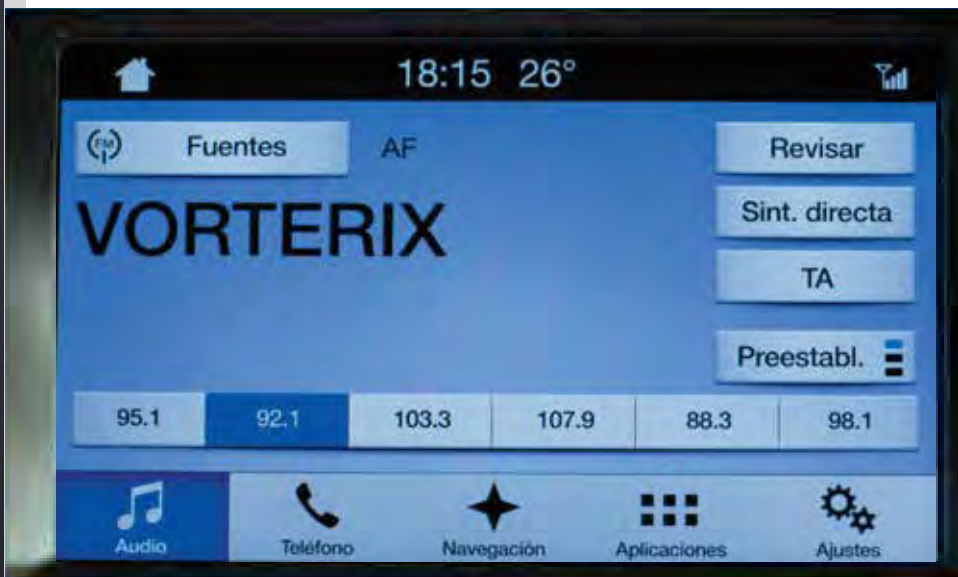 18:15 26°
FM Fuentes AF Revisar
VORTERIX
Sint. directa
TA
Preestabl.
95.1 92.1 103.3 107.9 88.3 98.1
Audio Teléfono Navegación Aplicaciones Ajustes